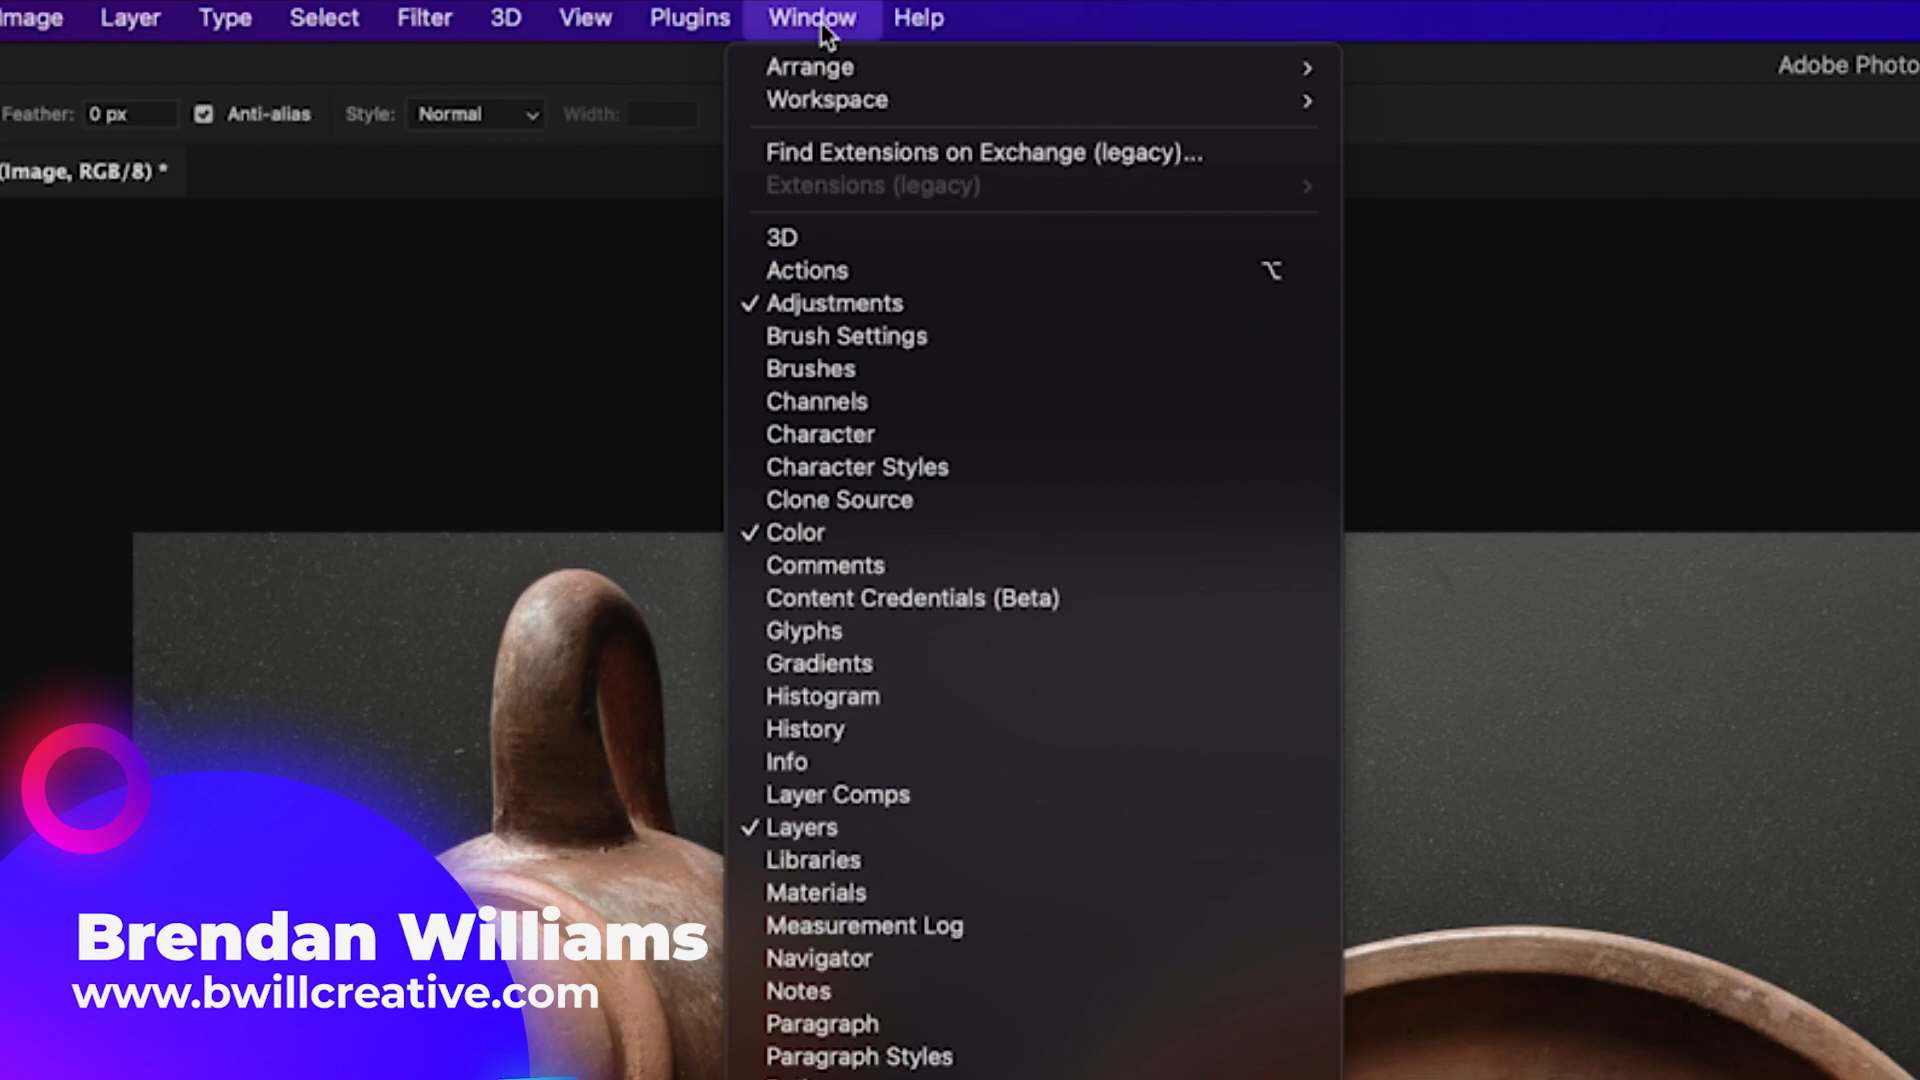 Image Layer Type Select Filter 3D View Plugins Window Help
Adobe Photo
Feather: 0 px Anti-alias Style: Normal Width:
(Image, RGB/8) *
Arrange
Workspace
Find Extensions on Exchange (legacy)...
Extensions (legacy)
3D
Actions ⌥
Adjustments
Brush Settings
Brushes
Channels
Character
Character Styles
Clone Source
Color
Comments
Content Credentials (Beta)
Glyphs
Gradients
Histogram
History
Info
Layer Comps
Layers
Libraries
Materials
Measurement Log
Navigator
Notes
Paragraph
Paragraph Styles
Brendan Williams
www.bwillcreative.com